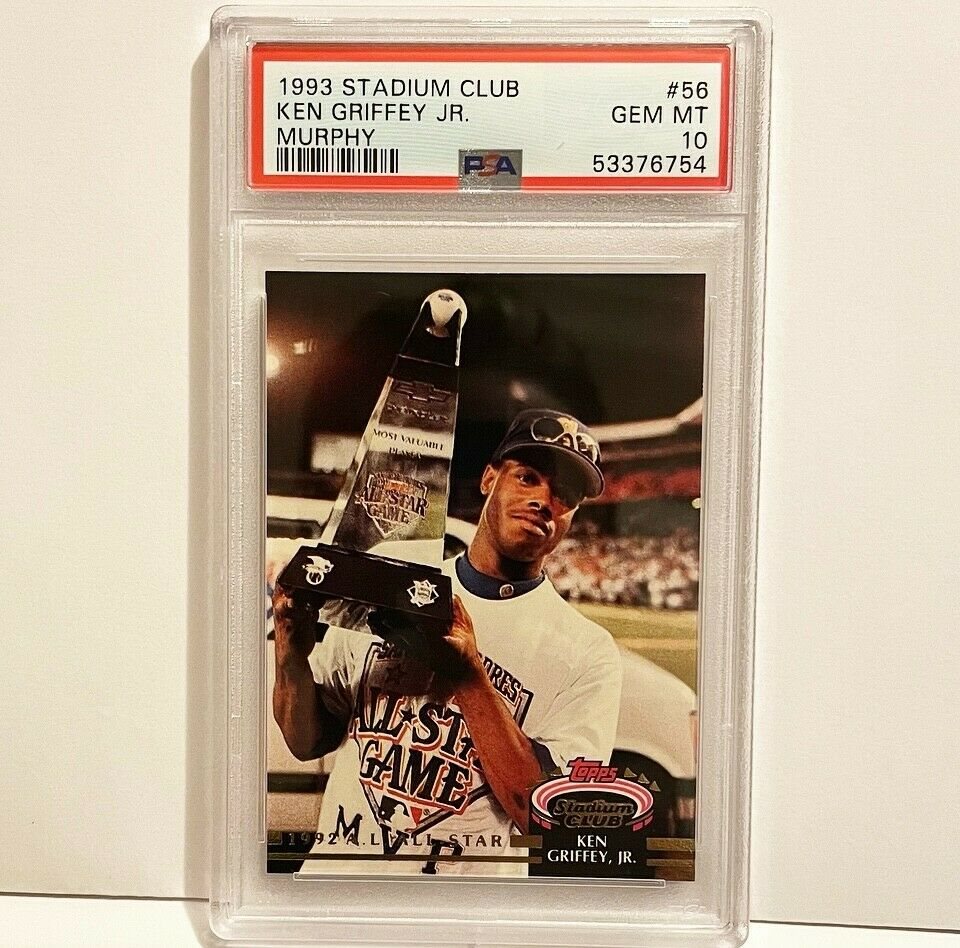 1993 STADIUM CLUB #56
KEN GRIFFEY JR. GEM MT
MURPHY 10
PSA 53376754
MOST VALUABLE
PLAYER
ALL★STAR
GAME
ALL★STAR
GAME
MVP
1992 A.L. ALL-STAR
Topps
Stadium
CLUB
KEN
GRIFFEY, JR.